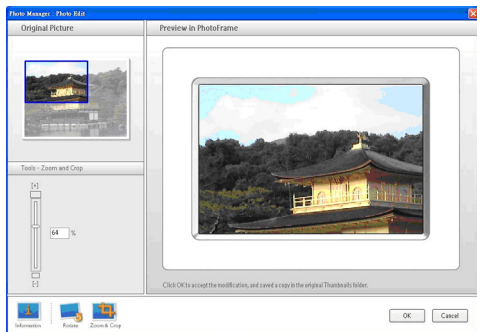 Photo Manager : Photo Edit
Original Picture
Preview in PhotoFrame
Tools - Zoom and Crop
[+]
64 %
[-]
Click OK to accept the modification, and saved a copy in the original Thumbnails folder.
Information
Rotate
Zoom & Crop
OK
Cancel